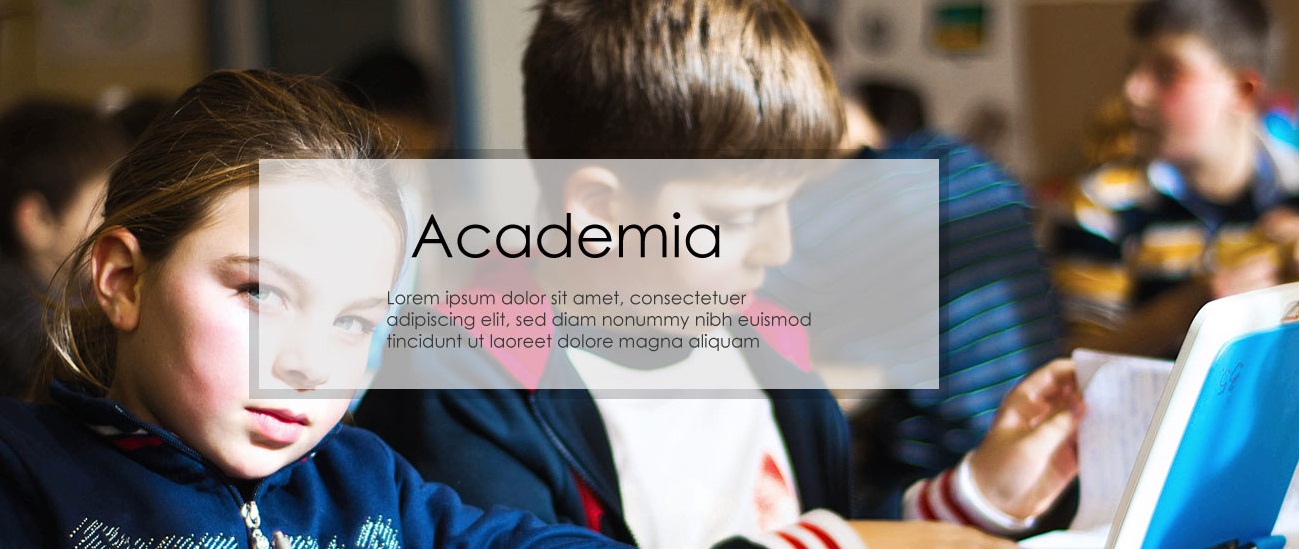 Academia
Lorem ipsum dolor sit amet, consectetuer
adipiscing elit, sed diam nonummy nibh euismod
tincidunt ut laoreet dolore magna aliquam